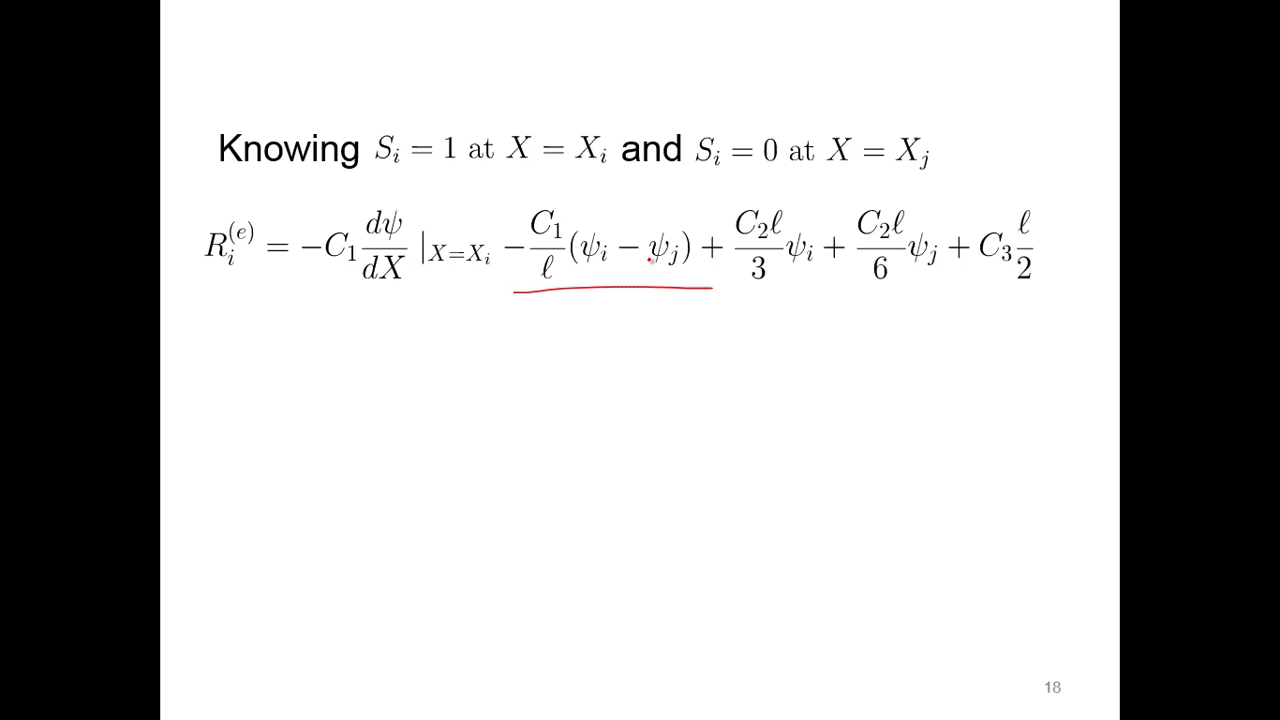 Knowing $S_i = 1$ at $X = X_i$ and $S_i = 0$ at $X = X_j$
$R_i^{(e)} = -C_1 \frac{d\psi}{dX} |_{X=X_i} - \frac{C_1}{\ell}(\psi_i - \psi_j) + \frac{C_2\ell}{3}\psi_i + \frac{C_2\ell}{6}\psi_j + C_3\frac{\ell}{2}$
18